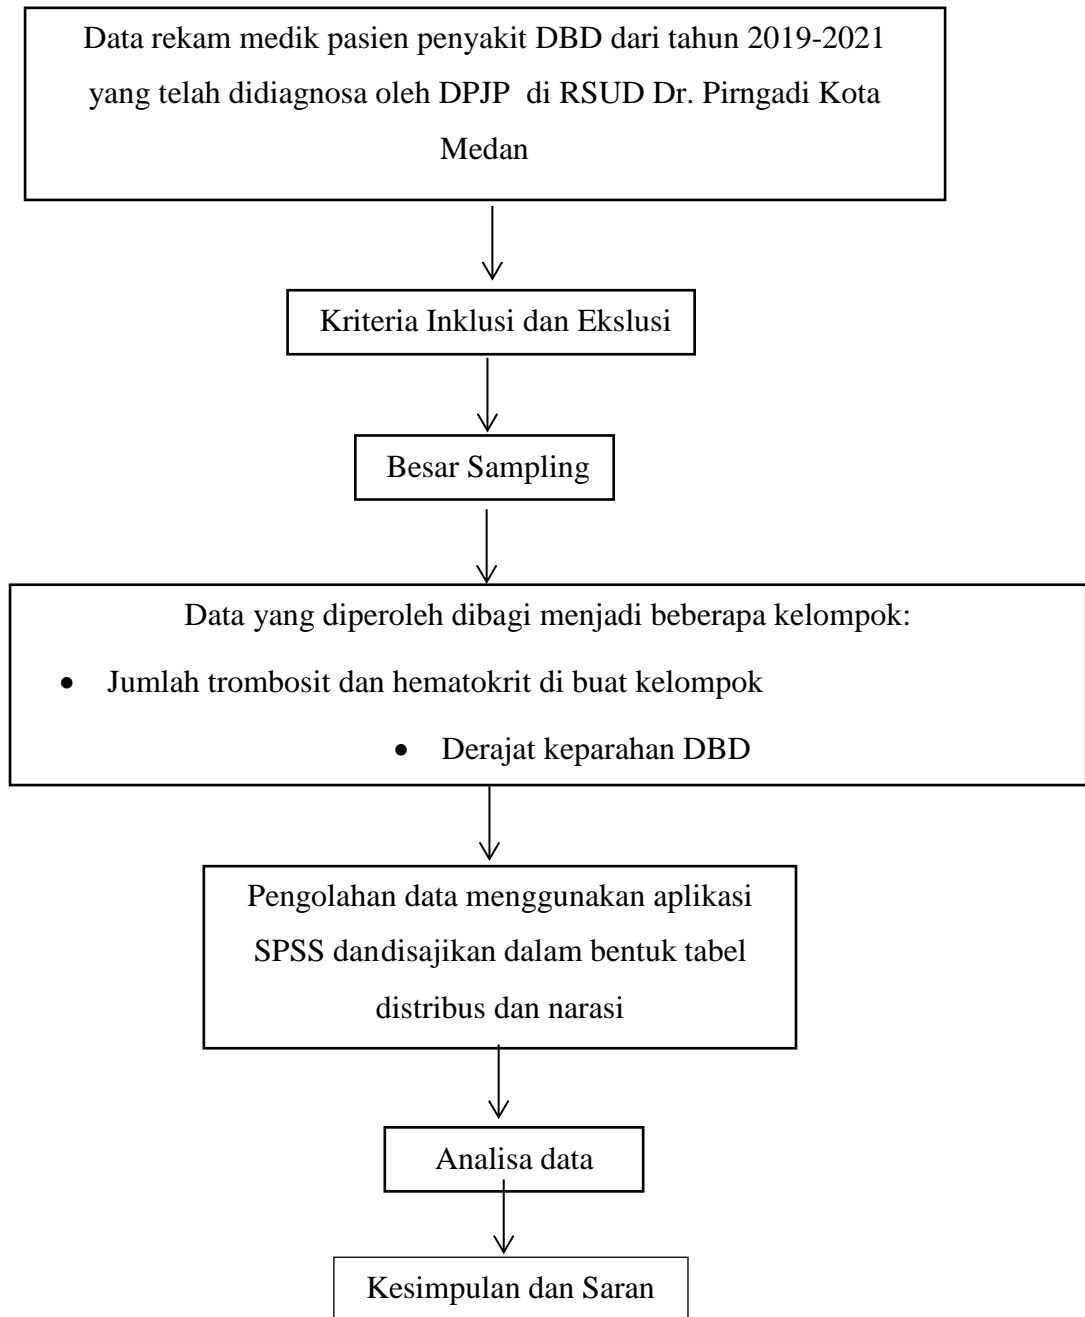 Data rekam medik pasien penyakit DBD dari tahun 2019-2021
yang telah didiagnosa oleh DPJP di RSUD Dr. Pirngadi Kota
Medan
Kriteria Inklusi dan Ekslusi
Besar Sampling
Data yang diperoleh dibagi menjadi beberapa kelompok:
• Jumlah trombosit dan hematokrit di buat kelompok
• Derajat keparahan DBD
Pengolahan data menggunakan aplikasi
SPSS dandisajikan dalam bentuk tabel
distribus dan narasi
Analisa data
Kesimpulan dan Saran